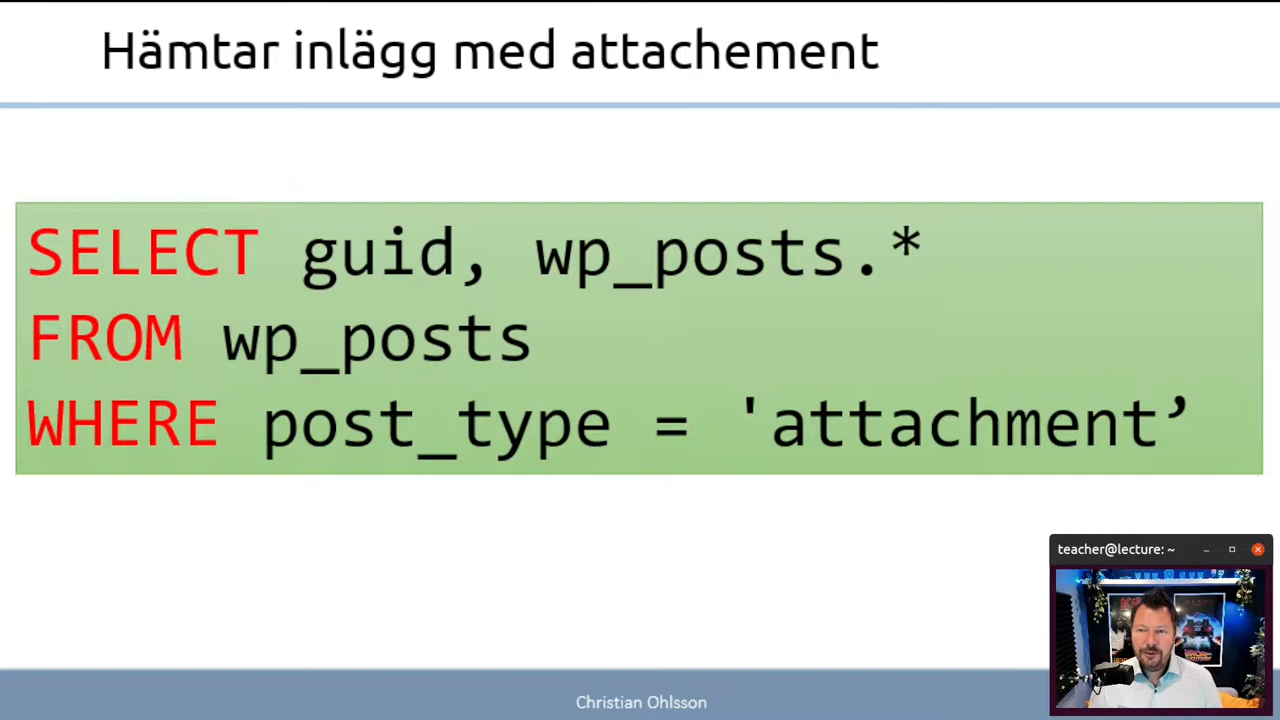 Hämtar inlägg med attachement
SELECT guid, wp_posts.*
FROM wp_posts
WHERE post_type = 'attachment’
teacher@lecture: ~
Christian Ohlsson